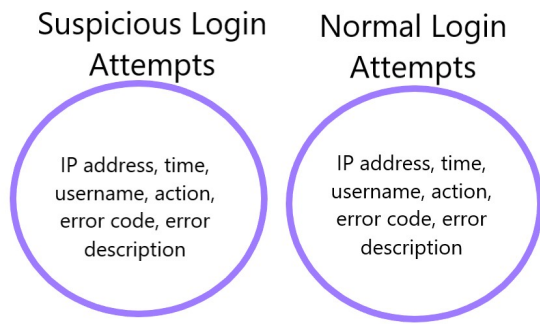 Suspicious Login
Attempts
IP address, time,
username, action,
error code, error
description
Normal Login
Attempts
IP address, time,
username, action,
error code, error
description